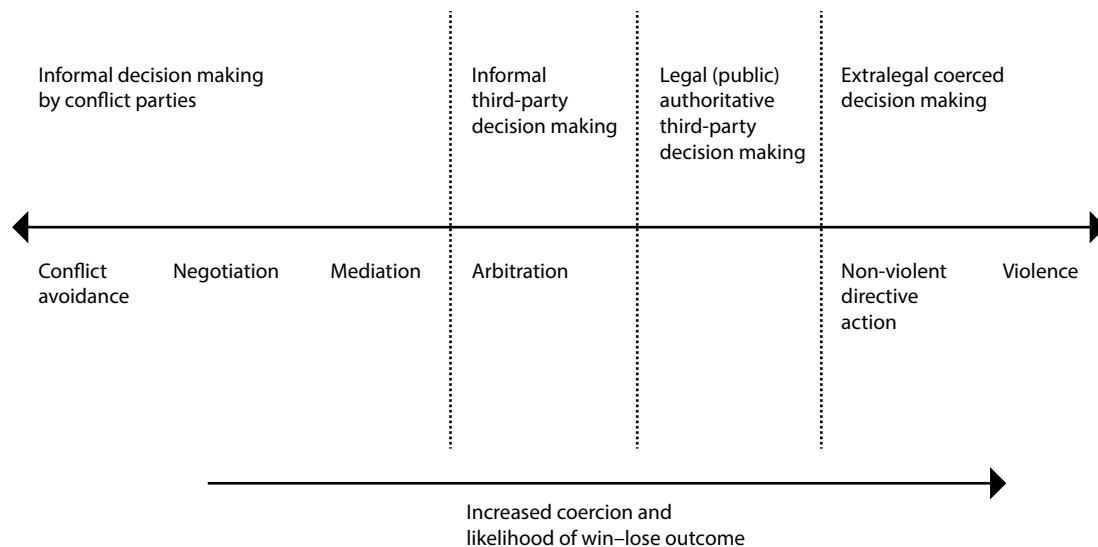 Informal decision making
by conflict parties
Informal
third-party
decision making
Legal (public)
authoritative
third-party
decision making
Extralegal coerced
decision making
Conflict
avoidance
Negotiation
Mediation
Arbitration
Non-violent
directive
action
Violence
Increased coercion and
likelihood of win–lose outcome